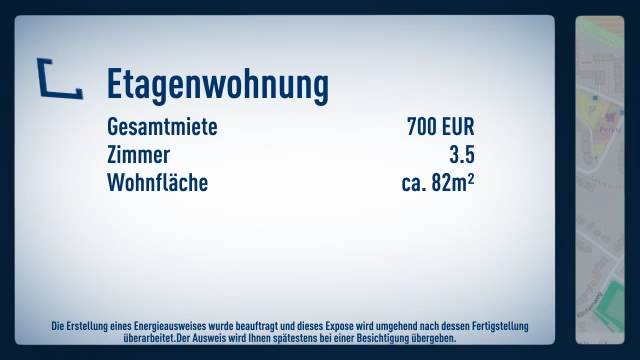 Etagenwohnung
Gesamtmiete 700 EUR
Zimmer 3.5
Wohnfläche ca. 82m²
Die Erstellung eines Energieausweises wurde beauftragt und dieses Expose wird umgehend nach dessen Fertigstellung
überarbeitet.Der Ausweis wird Ihnen spätestens bei einer Besichtigung übergeben.